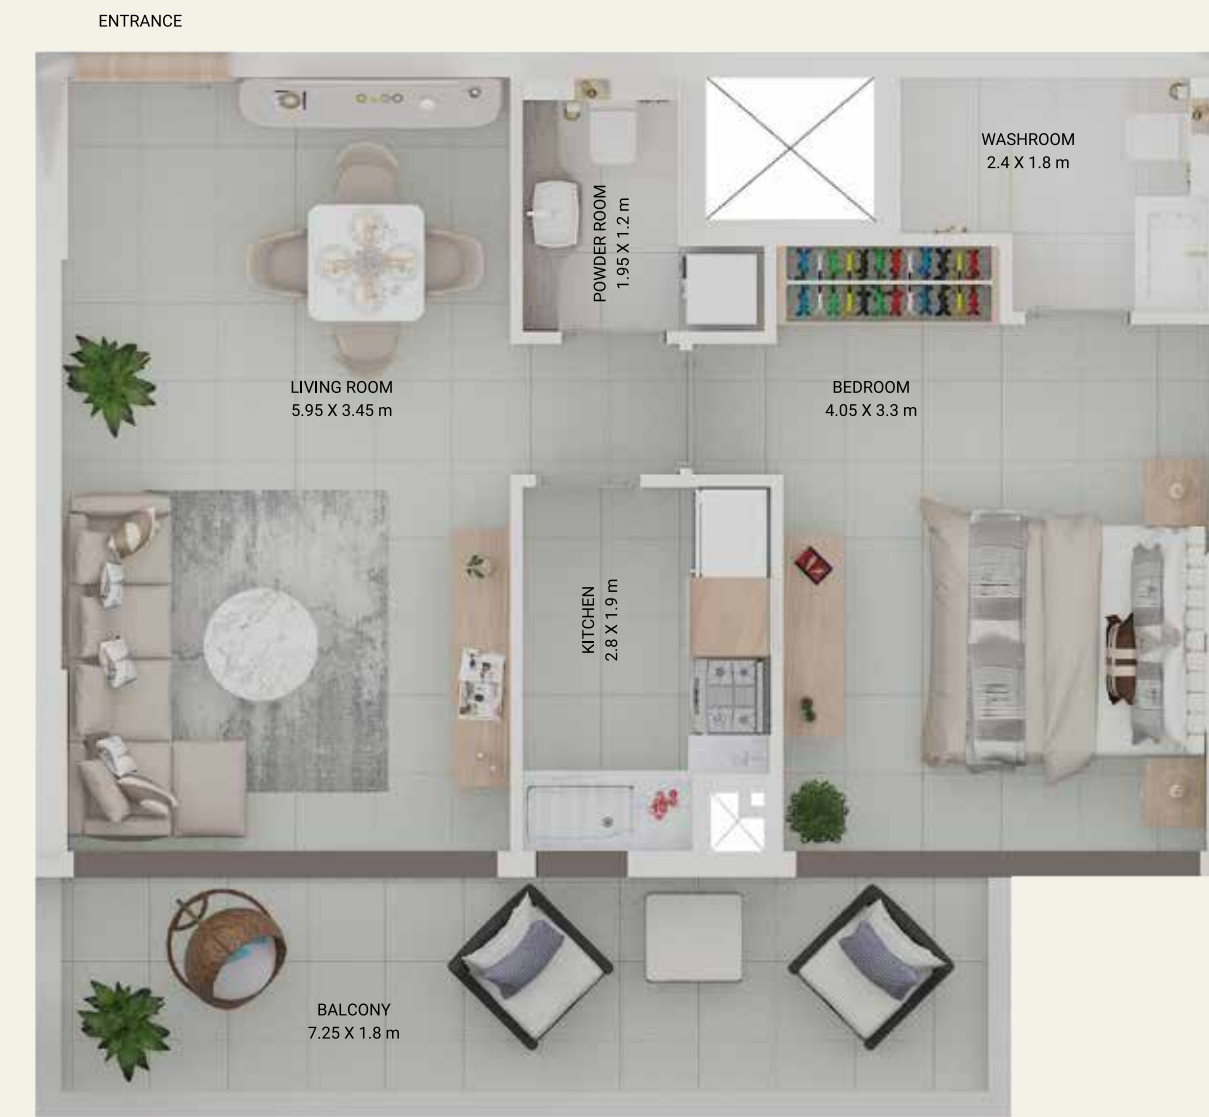 ENTRANCE
WASHROOM
2.4 X 1.8 m
POWDER ROOM
1.95 X 1.2 m
LIVING ROOM
5.95 X 3.45 m
BEDROOM
4.05 X 3.3 m
KITCHEN
2.8 X 1.9 m
BALCONY
7.25 X 1.8 m